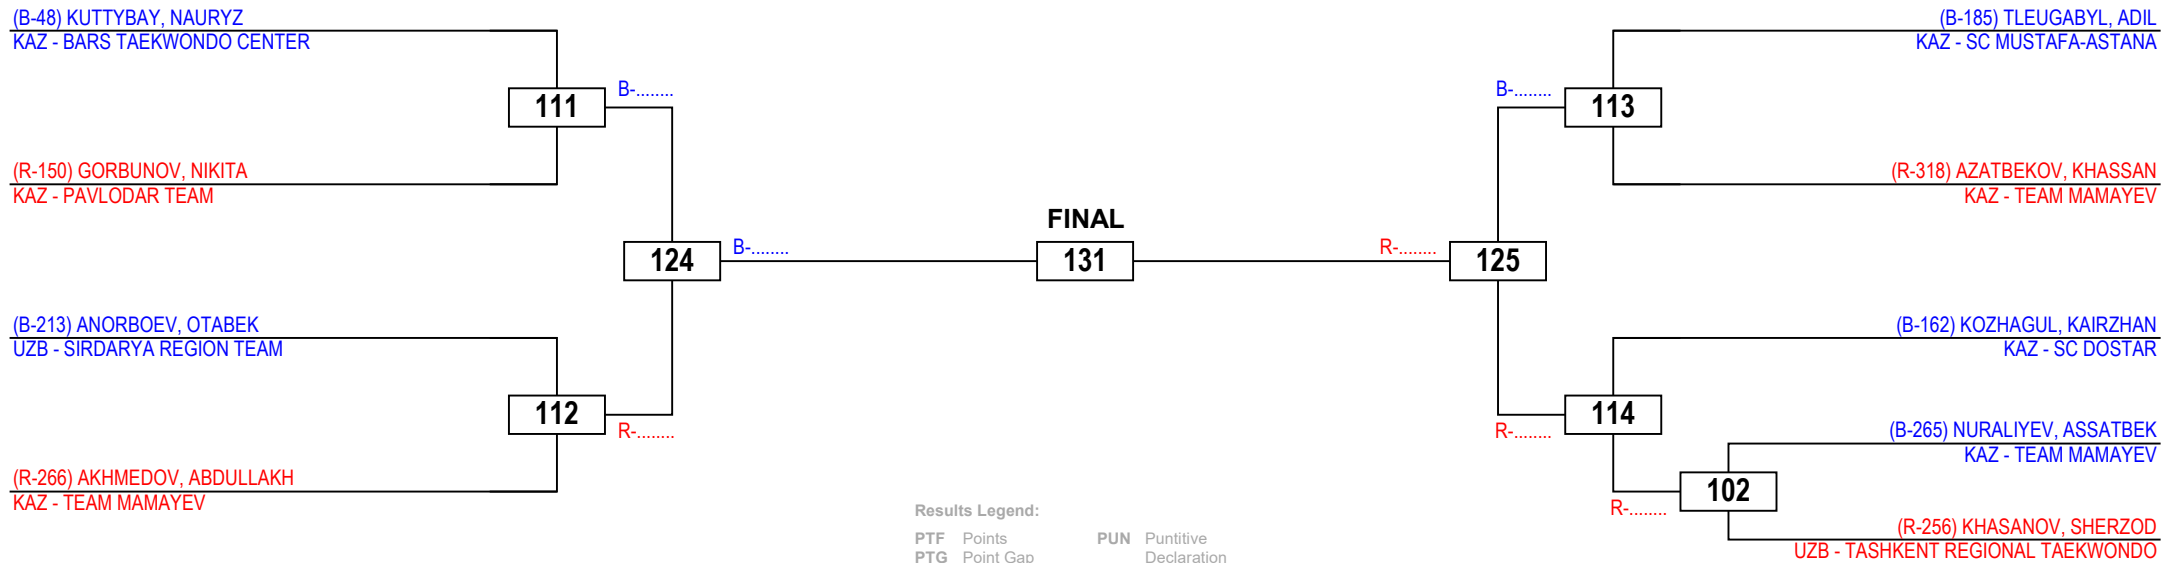 (B-48) KUTTYBAY, NAURYZ
KAZ - BARS TAEKWONDO CENTER
111
B-........
(R-150) GORBUNOV, NIKITA
KAZ - PAVLODAR TEAM
124
B-........
(B-213) ANORBOEV, OTABEK
UZB - SIRDARYA REGION TEAM
112
R-........
(R-266) AKHMEDOV, ABDULLAKH
KAZ - TEAM MAMAYEV
FINAL
131
(B-185) TLEUGABYL, ADIL
KAZ - SC MUSTAFA-ASTANA
B-........
113
(R-318) AZATBEKOV, KHASSAN
KAZ - TEAM MAMAYEV
R-........
125
(B-162) KOZHAGUL, KAIRZHAN
KAZ - SC DOSTAR
R-........
114
(B-265) NURALIYEV, ASSATBEK
KAZ - TEAM MAMAYEV
102
R-........
(R-256) KHASANOV, SHERZOD
UZB - TASHKENT REGIONAL TAEKWONDO
Results Legend:
PTF Points
PTG Point Gap
PUN Puntitive
Declaration